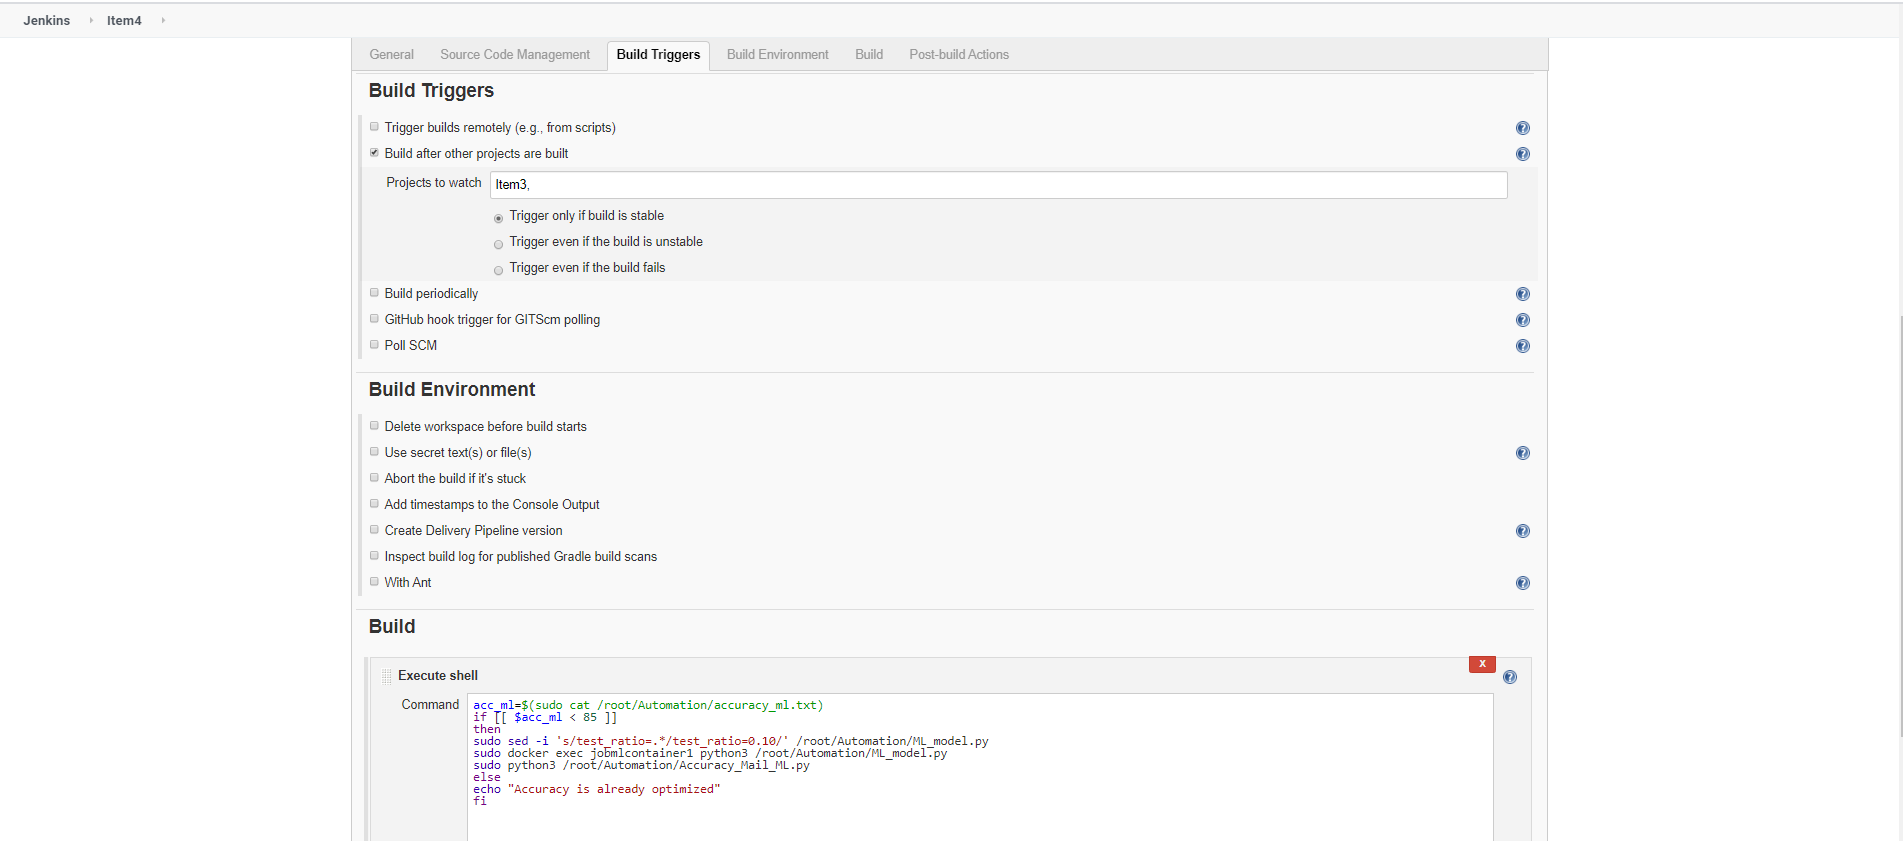 Jenkins Item4
General Source Code Management Build Triggers Build Environment Build Post-build Actions
Build Triggers
Trigger builds remotely (e.g., from scripts)
Build after other projects are built
Projects to watch Item3,
Trigger only if build is stable
Trigger even if the build is unstable
Trigger even if the build fails
Build periodically
GitHub hook trigger for GITScm polling
Poll SCM
Build Environment
Delete workspace before build starts
Use secret text(s) or file(s)
Abort the build if it's stuck
Add timestamps to the Console Output
Create Delivery Pipeline version
Inspect build log for published Gradle build scans
With Ant
Build
X
Execute shell
Command acc_ml=$(sudo cat /root/Automation/accuracy_ml.txt)
if [[ $acc_ml < 85 ]]
then
sudo sed -i 's/test_ratio=.*/test_ratio=0.10/' /root/Automation/ML_model.py
sudo docker exec jobmlcontainer1 python3 /root/Automation/ML_model.py
sudo python3 /root/Automation/Accuracy_Mail_ML.py
else
echo "Accuracy is already optimized"
fi